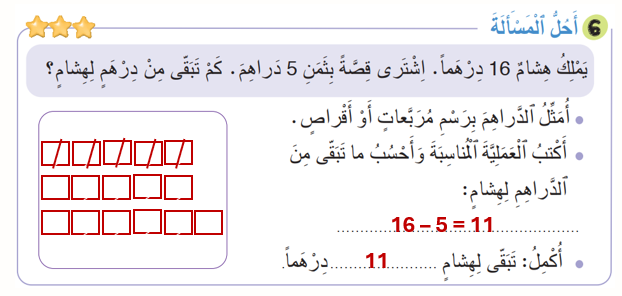 6 أَحُلُّ ٱلْمَسْأَلَةَ
يَمْلِكُ هِشامٌ 16 دِرْهَماً. اِشْتَرى قِصَّةً بِثَمَنِ 5 دَراهِمَ. كَمْ تَبَقّى مِنْ دِرْهَمٍ لِهِشامٍ؟
• أُمَثِّلُ ٱلدَّراهِمَ بِرَسْمِ مُرَبَّعاتٍ أَوْ أَقْراصٍ.
• أَكْتُبُ ٱلْعَمَلِيَّةَ ٱلْمُناسِبَةَ وَأَحْسُبُ ما تَبَقّى مِنَ
ٱلدَّراهِمِ لِهِشامٍ:
16 – 5 = 11
• أُكْمِلُ: تَبَقّى لِهِشامٍ ........ 11 ........ دِرْهَماً.